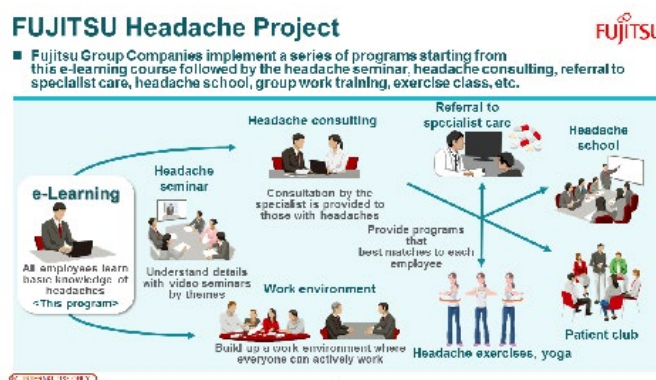 FUJITSU Headache Project
FUJITSU
Fujitsu Group Companies implement a series of programs starting from
this e-learning course followed by the headache seminar, headache consulting, referral to
specialist care, headache school, group work training, exercise class, etc.
e-Learning
All employees learn
basic knowledge of
headaches
<This program>
Headache
seminar
Understand details
with video seminars
by themes
Headache consulting
Consultation by the
specialist is provided to
those with headaches
Work environment
Build up a work environment where
everyone can actively work
Referral to
specialist care
Headache
school
Provide programs
that
best matches to each
employee
Headache exercises, yoga
Patient club